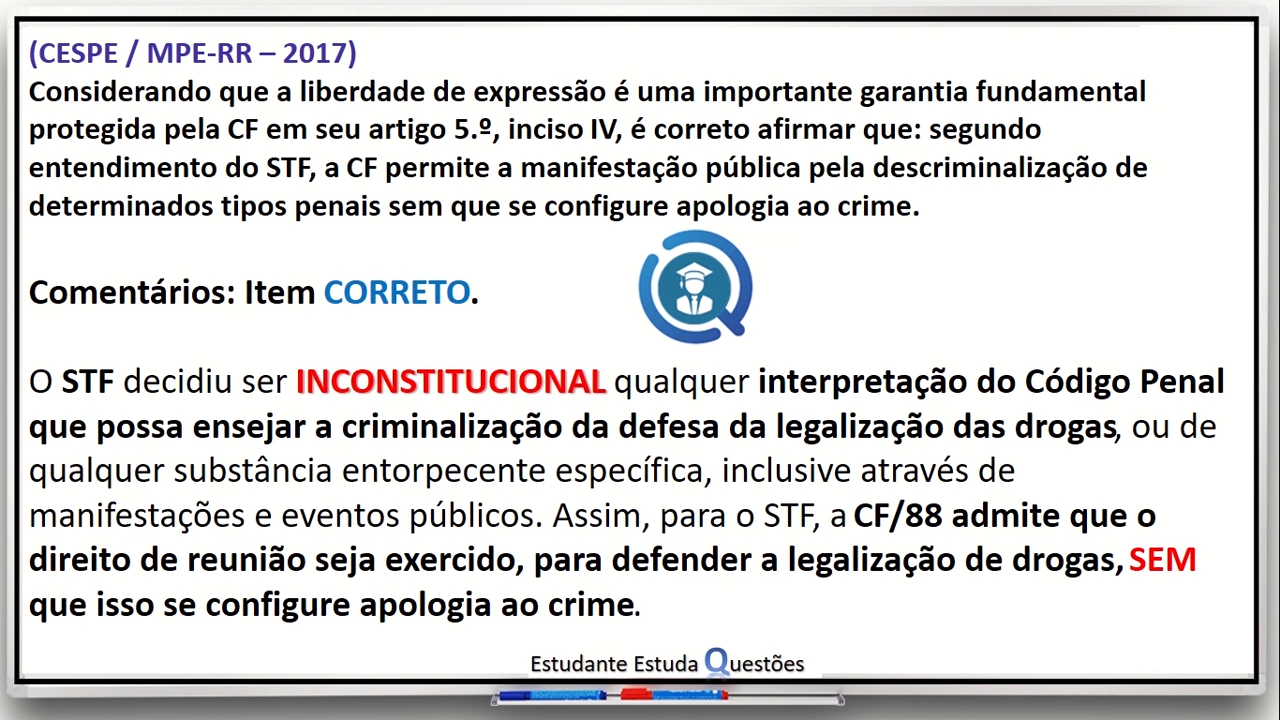 (CESPE / MPE-RR – 2017)
Considerando que a liberdade de expressão é uma importante garantia fundamental
protegida pela CF em seu artigo 5.º, inciso IV, é correto afirmar que: segundo
entendimento do STF, a CF permite a manifestação pública pela descriminalização de
determinados tipos penais sem que se configure apologia ao crime.
Comentários: Item CORRETO.
O STF decidiu ser INCONSTITUCIONAL qualquer interpretação do Código Penal
que possa ensejar a criminalização da defesa da legalização das drogas, ou de
qualquer substância entorpecente específica, inclusive através de
manifestações e eventos públicos. Assim, para o STF, a CF/88 admite que o
direito de reunião seja exercido, para defender a legalização de drogas, SEM
que isso se configure apologia ao crime.
Estudante Estuda Questões